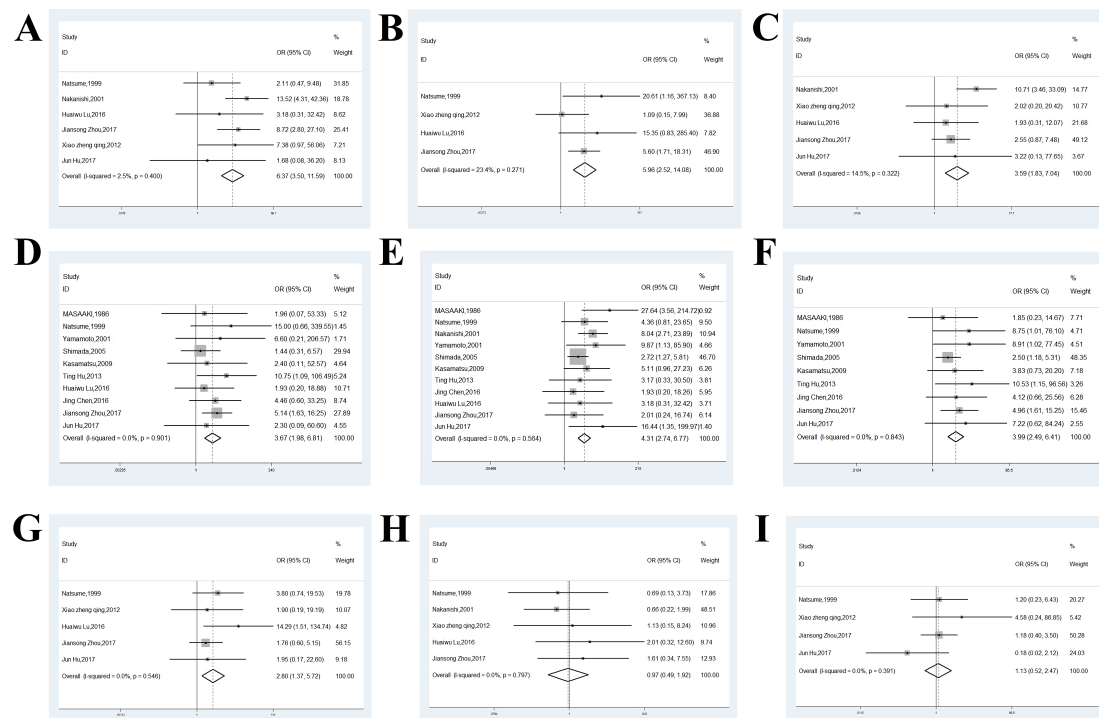 A
Study %
ID OR (95% CI) Weight
Natsume,1999 2.11 (0.47, 9.48) 31.85
Nakanishi,2001 13.52 (4.31, 42.36) 18.78
Huaiwu Lu,2016 3.18 (0.31, 32.42) 8.62
Jiansong Zhou,2017 8.72 (2.80, 27.10) 25.41
Xiao zheng qing,2012 7.38 (0.97, 56.06) 7.21
Jun Hu,2017 1.68 (0.08, 36.20) 8.13
Overall (I-squared = 2.5%, p = 0.400) 6.37 (3.50, 11.59) 100.00
1
B
Study %
ID OR (95% CI) Weight
Natsume,1999 20.61 (1.16, 367.13) 8.40
Xiao zheng qing,2012 1.09 (0.15, 7.99) 36.88
Huaiwu Lu,2016 15.35 (0.83, 285.40) 7.82
Jiansong Zhou,2017 5.60 (1.71, 18.31) 46.90
Overall (I-squared = 23.4%, p = 0.271) 5.96 (2.52, 14.08) 100.00
1
C
Study %
ID OR (95% CI) Weight
Nakanishi,2001 10.71 (3.46, 33.09) 14.77
Xiao zheng qing,2012 2.02 (0.20, 20.42) 10.77
Huaiwu Lu,2016 1.93 (0.31, 12.07) 21.68
Jiansong Zhou,2017 2.55 (0.87, 7.48) 49.12
Jun Hu,2017 3.22 (0.13, 77.65) 3.67
Overall (I-squared = 14.5%, p = 0.322) 3.59 (1.83, 7.04) 100.00
1
D
Study %
ID OR (95% CI) Weight
MASAAKI,1986 1.96 (0.07, 53.33) 5.12
Natsume,1999 15.00 (0.66, 339.55) 1.45
Yamamoto,2001 6.60 (0.21, 206.57) 1.71
Shimada,2005 1.44 (0.31, 6.57) 29.94
Kasamatsu,2009 2.40 (0.11, 52.57) 4.64
Ting Hu,2013 10.75 (1.09, 106.49) 5.24
Huaiwu Lu,2016 1.93 (0.20, 18.88) 10.71
Jing Chen,2016 4.46 (0.60, 33.25) 8.74
Jiansong Zhou,2017 5.14 (1.63, 16.25) 27.89
Jun Hu,2017 2.30 (0.09, 60.60) 4.55
Overall (I-squared = 0.0%, p = 0.901) 3.67 (1.98, 6.81) 100.00
1 340
E
Study %
ID OR (95% CI) Weight
MASAAKI,1986 27.64 (3.56, 214.72) 0.92
Natsume,1999 4.36 (0.81, 23.65) 9.50
Nakanishi,2001 8.04 (2.71, 23.89) 10.94
Yamamoto,2001 9.87 (1.13, 85.90) 4.66
Shimada,2005 2.72 (1.27, 5.81) 46.70
Kasamatsu,2009 5.11 (0.96, 27.23) 6.26
Ting Hu,2013 3.17 (0.33, 30.50) 3.81
Jing Chen,2016 1.93 (0.20, 18.26) 5.95
Huaiwu Lu,2016 3.18 (0.31, 32.42) 3.71
Jiansong Zhou,2017 2.01 (0.24, 16.74) 6.14
Jun Hu,2017 16.44 (1.35, 199.97) 1.40
Overall (I-squared = 0.0%, p = 0.564) 4.31 (2.74, 6.77) 100.00
1 215
F
Study %
ID OR (95% CI) Weight
MASAAKI,1986 1.85 (0.23, 14.67) 7.71
Natsume,1999 8.75 (1.01, 76.10) 4.71
Yamamoto,2001 8.91 (1.02, 77.45) 4.51
Shimada,2005 2.50 (1.18, 5.31) 48.35
Kasamatsu,2009 3.83 (0.73, 20.20) 7.18
Ting Hu,2013 10.53 (1.15, 96.56) 3.26
Jing Chen,2016 4.12 (0.66, 25.56) 6.28
Jiansong Zhou,2017 4.96 (1.61, 15.25) 15.46
Jun Hu,2017 7.22 (0.62, 84.24) 2.55
Overall (I-squared = 0.0%, p = 0.843) 3.99 (2.49, 6.41) 100.00
1 96.6
G
Study %
ID OR (95% CI) Weight
Natsume,1999 3.80 (0.74, 19.53) 19.78
Xiao zheng qing,2012 1.90 (0.19, 19.19) 10.07
Huaiwu Lu,2016 14.29 (1.51, 134.74) 4.82
Jiansong Zhou,2017 1.76 (0.60, 5.15) 56.15
Jun Hu,2017 1.95 (0.17, 22.60) 9.18
Overall (I-squared = 0.0%, p = 0.546) 2.80 (1.37, 5.72) 100.00
1
H
Study %
ID OR (95% CI) Weight
Natsume,1999 0.69 (0.13, 3.73) 17.86
Nakanishi,2001 0.66 (0.22, 1.99) 48.51
Xiao zheng qing,2012 1.13 (0.15, 8.24) 10.96
Huaiwu Lu,2016 2.01 (0.32, 12.60) 9.74
Jiansong Zhou,2017 1.61 (0.34, 7.55) 12.93
Overall (I-squared = 0.0%, p = 0.797) 0.97 (0.49, 1.92) 100.00
1
I
Study %
ID OR (95% CI) Weight
Natsume,1999 1.20 (0.23, 6.43) 20.27
Xiao zheng qing,2012 4.58 (0.24, 86.85) 5.42
Jiansong Zhou,2017 1.18 (0.40, 3.50) 50.28
Jun Hu,2017 0.18 (0.02, 2.12) 24.03
Overall (I-squared = 0.0%, p = 0.391) 1.13 (0.52, 2.47) 100.00
1